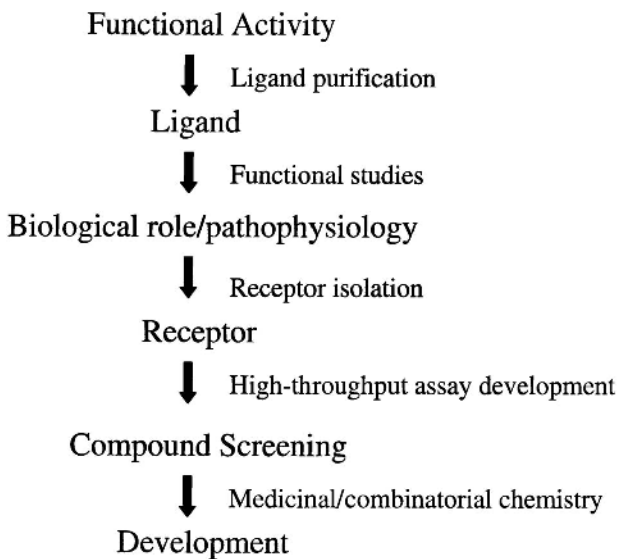 Functional Activity
Ligand purification
Ligand
Functional studies
Biological role/pathophysiology
Receptor isolation
Receptor
High-throughput assay development
Compound Screening
Medicinal/combinatorial chemistry
Development